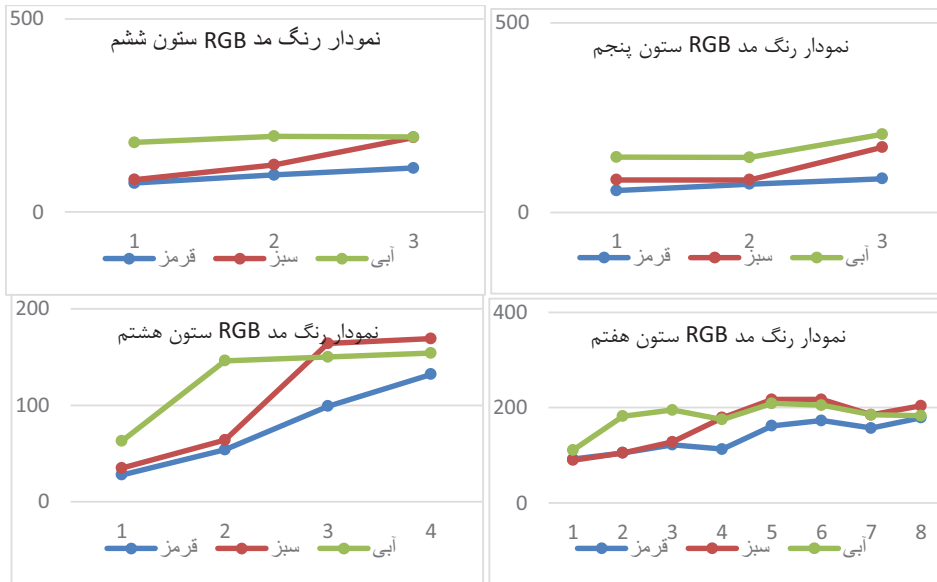 نمودار رنگ مد RGB ستون پنجم
500
0
1 2 3
قرمز سبز آبی
نمودار رنگ مد RGB ستون ششم
500
0
1 2 3
قرمز سبز آبی
نمودار رنگ مد RGB ستون هفتم
400
200
0
1 2 3 4 5 6 7 8
قرمز سبز آبی
نمودار رنگ مد RGB ستون هشتم
200
100
0
1 2 3 4
قرمز سبز آبی